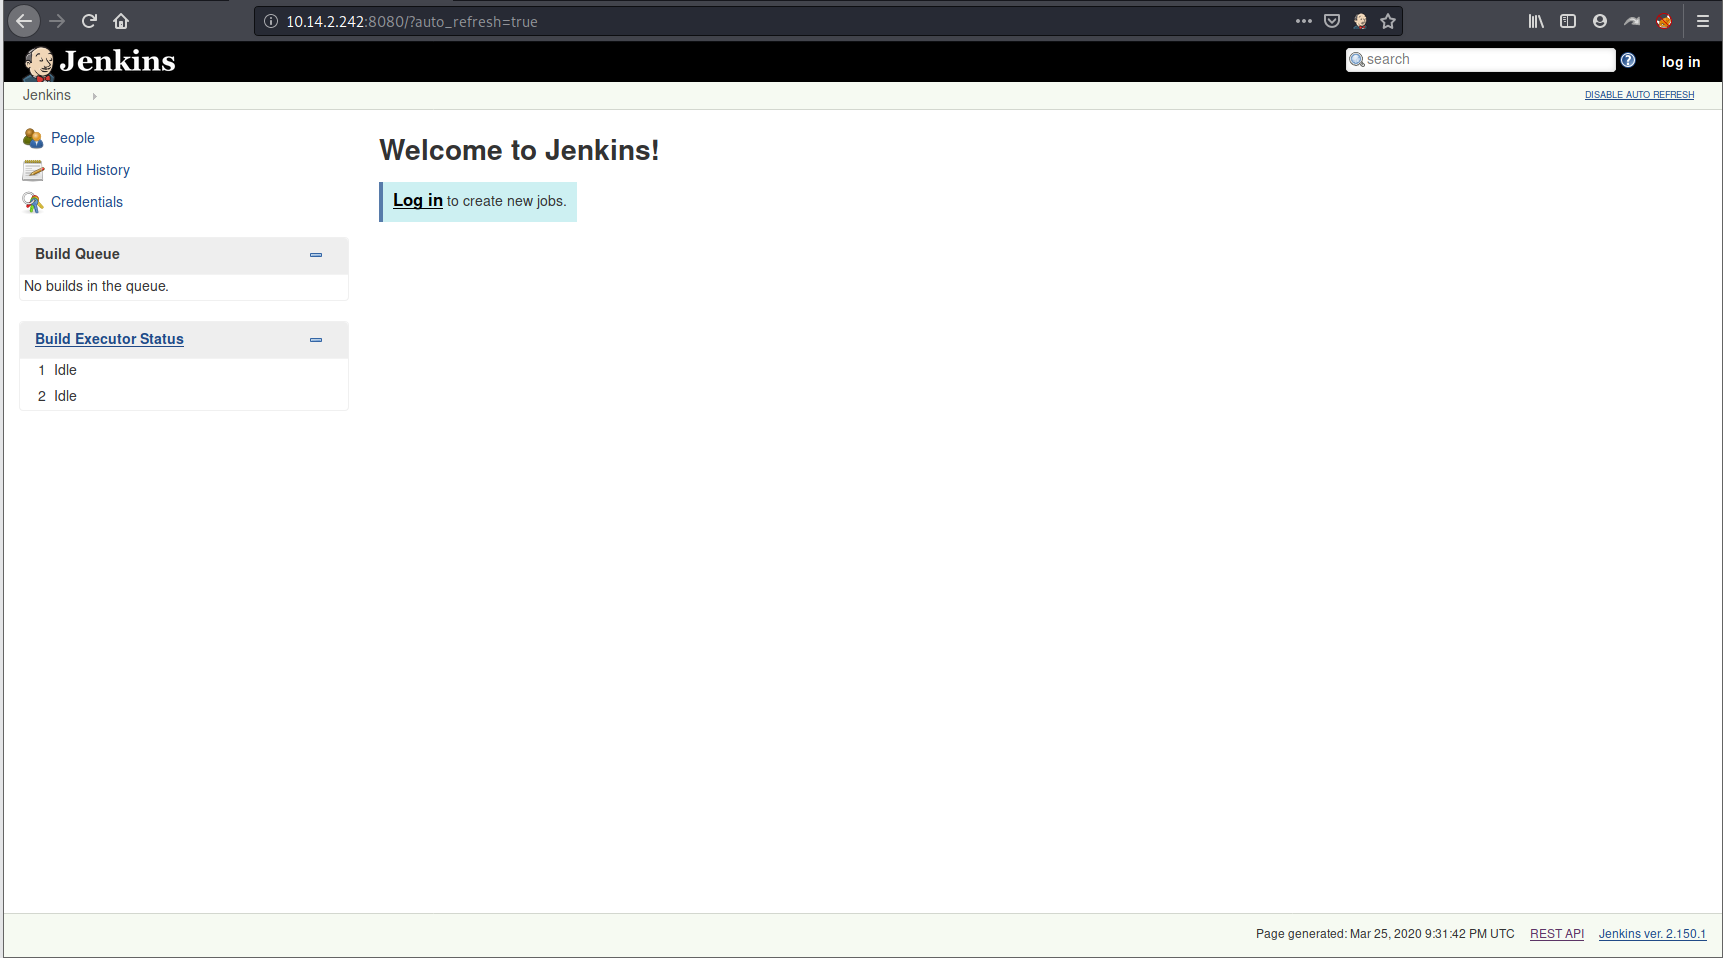 10.14.2.242:8080/?auto_refresh=true
Jenkins
search
log in
Jenkins
DISABLE AUTO REFRESH
People
Build History
Credentials
Build Queue
No builds in the queue.
Build Executor Status
1 Idle
2 Idle
Welcome to Jenkins!
Log in to create new jobs.
Page generated: Mar 25, 2020 9:31:42 PM UTC REST API Jenkins ver. 2.150.1